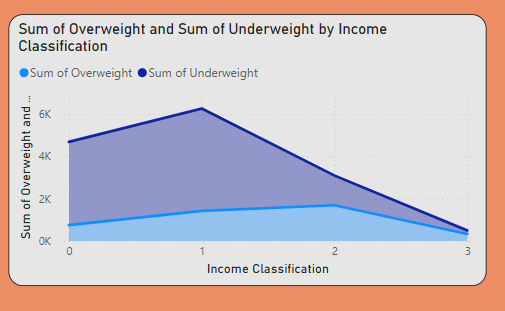 Sum of Overweight and Sum of Underweight by Income
Classification
Sum of Overweight Sum of Underweight
Sum of Overweight and ...
6K
4K
2K
0K
0 1 2 3
Income Classification